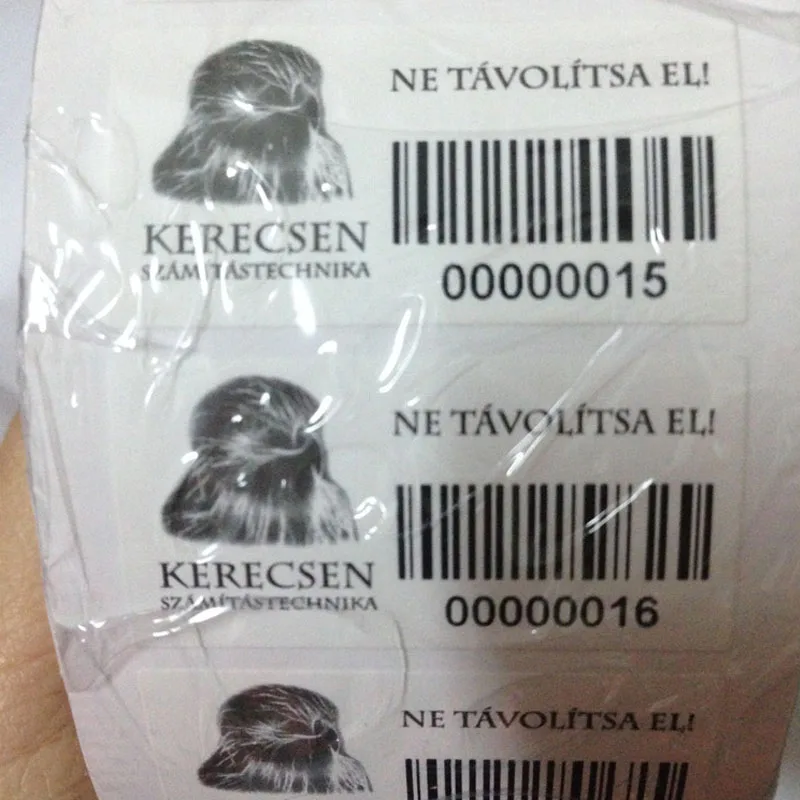 NE TÁVOLÍTSA EL!
KERECSEN
SZÁMÍTÁSTECHNIKA
00000015
NE TÁVOLÍTSA EL!
KERECSEN
SZÁMÍTÁSTECHNIKA
00000016
NE TÁVOLÍTSA EL!